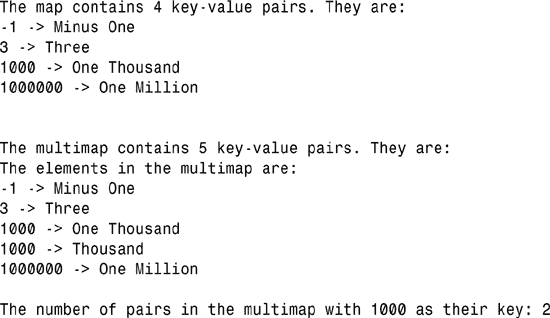 The map contains 4 key-value pairs. They are:
-1 -> Minus One
3 -> Three
1000 -> One Thousand
1000000 -> One Million
The multimap contains 5 key-value pairs. They are:
The elements in the multimap are:
-1 -> Minus One
3 -> Three
1000 -> One Thousand
1000 -> Thousand
1000000 -> One Million
The number of pairs in the multimap with 1000 as their key: 2